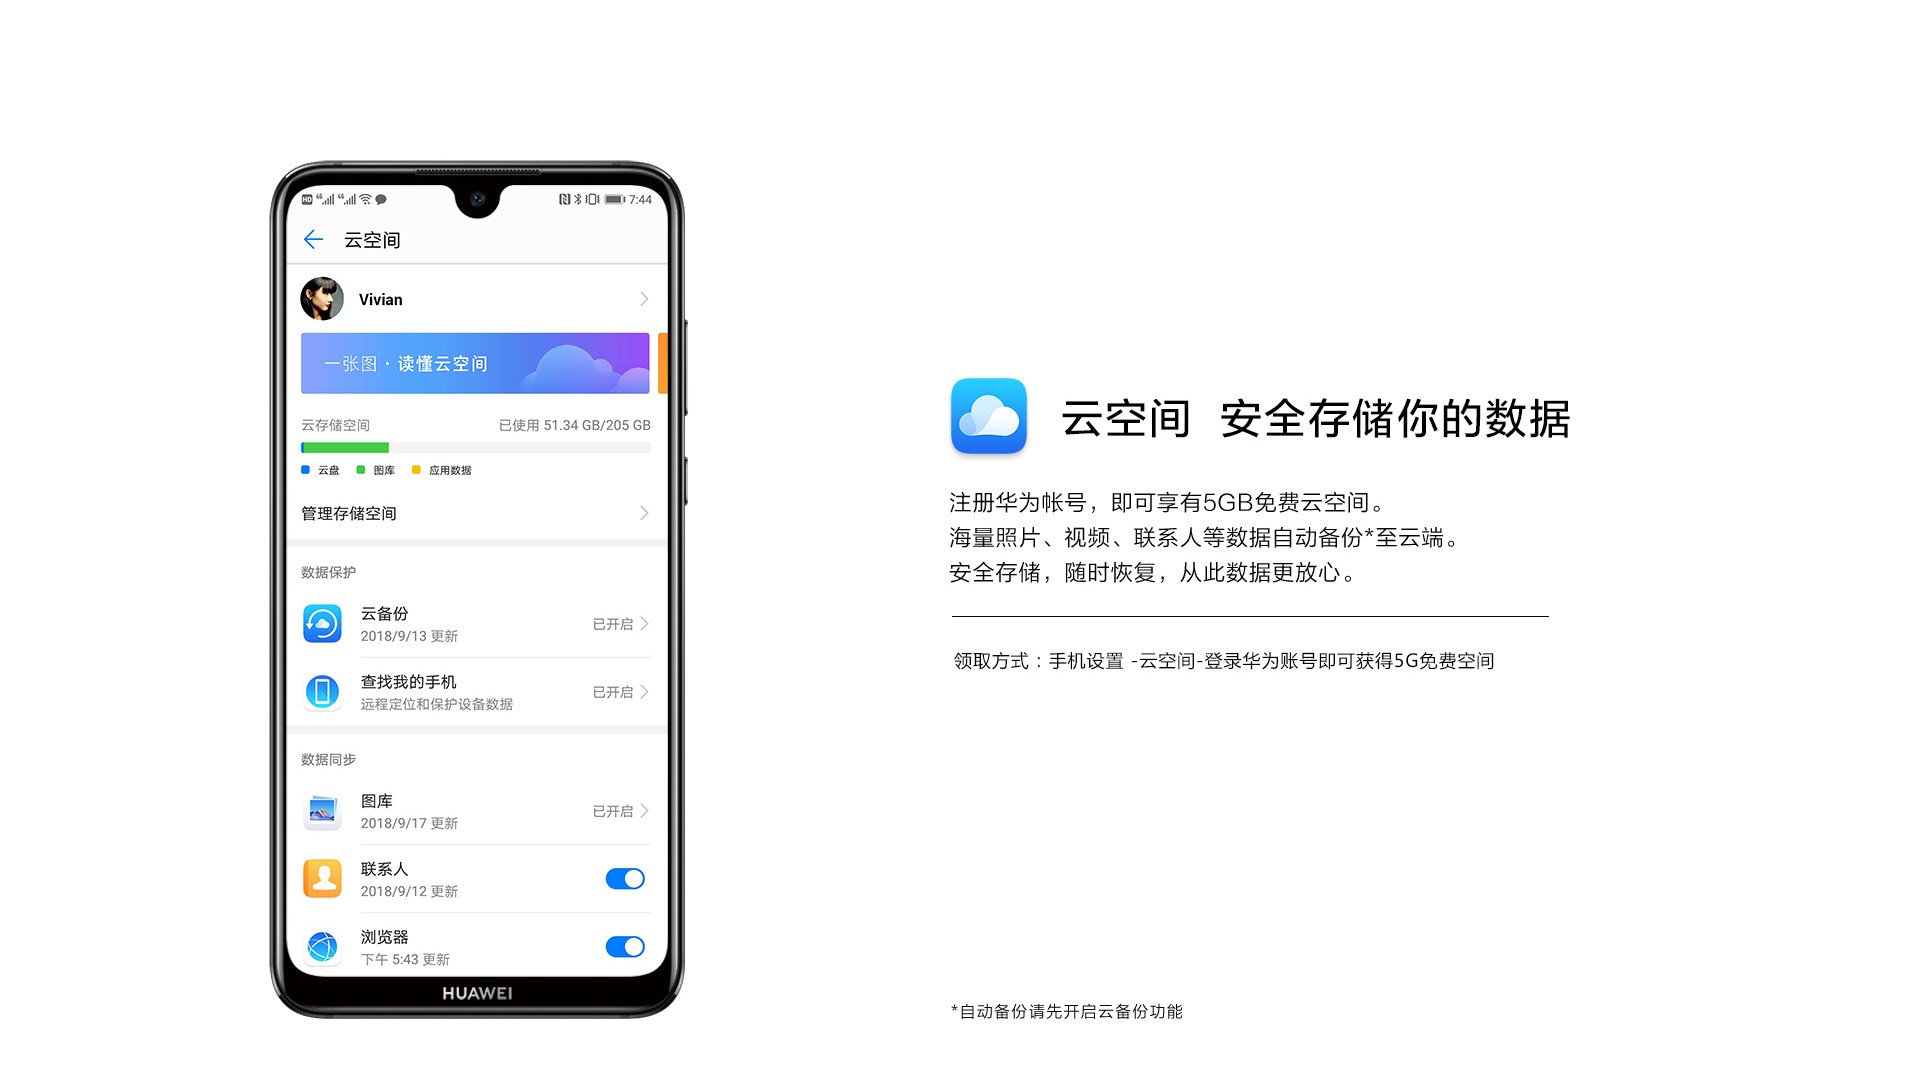 7:44
云空间
Vivian
一张图·读懂云空间
云存储空间 已使用 51.34 GB/205 GB
云盘 图库 应用数据
管理存储空间
数据保护
云备份
2018/9/13 更新
已开启
查找我的手机
远程定位和保护设备数据
已开启
数据同步
图库
2018/9/17 更新
已开启
联系人
2018/9/12 更新
浏览器
下午 5:43 更新
HUAWEI
云空间 安全存储你的数据
注册华为帐号，即可享有5GB免费云空间。
海量照片、视频、联系人等数据自动备份*至云端。
安全存储，随时恢复，从此数据更放心。
领取方式：手机设置 -云空间-登录华为账号即可获得5G免费空间
*自动备份请先开启云备份功能